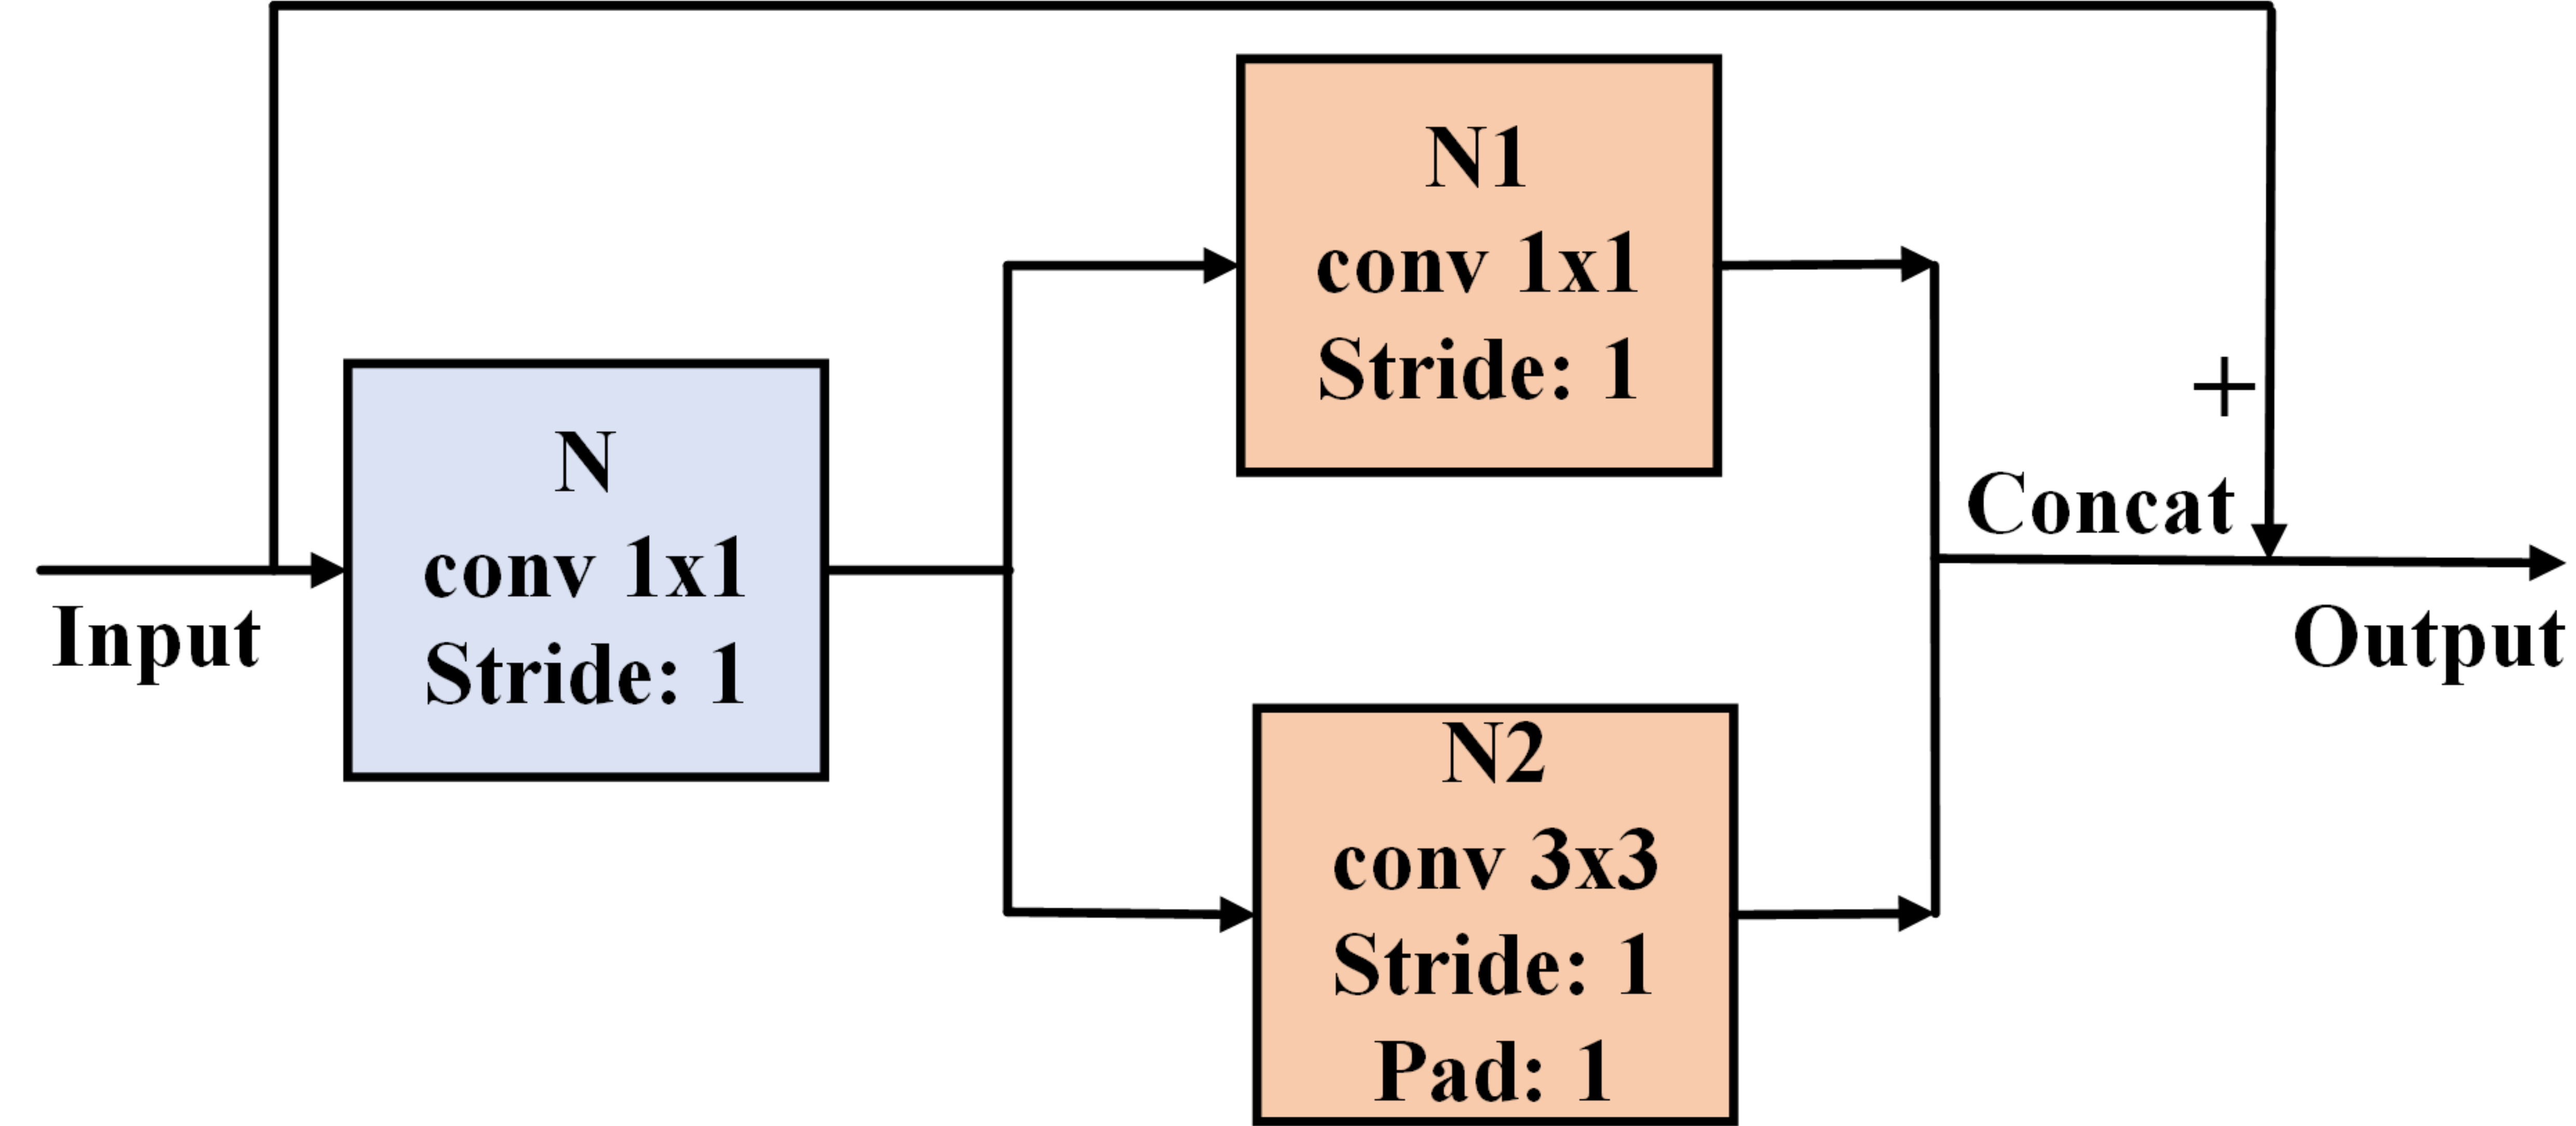 Input
N
conv 1x1
Stride: 1
N1
conv 1x1
Stride: 1
N2
conv 3x3
Stride: 1
Pad: 1
+
Concat
Output